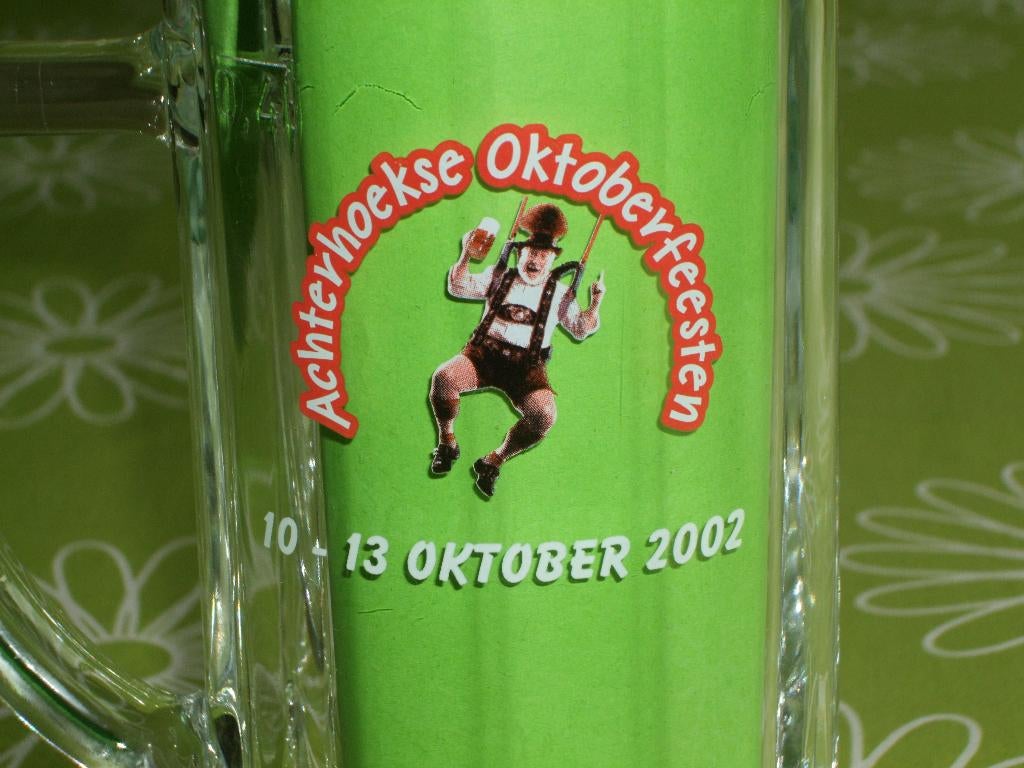 Achterhoekse Oktoberfeesten
10 - 13 OKTOBER 2002